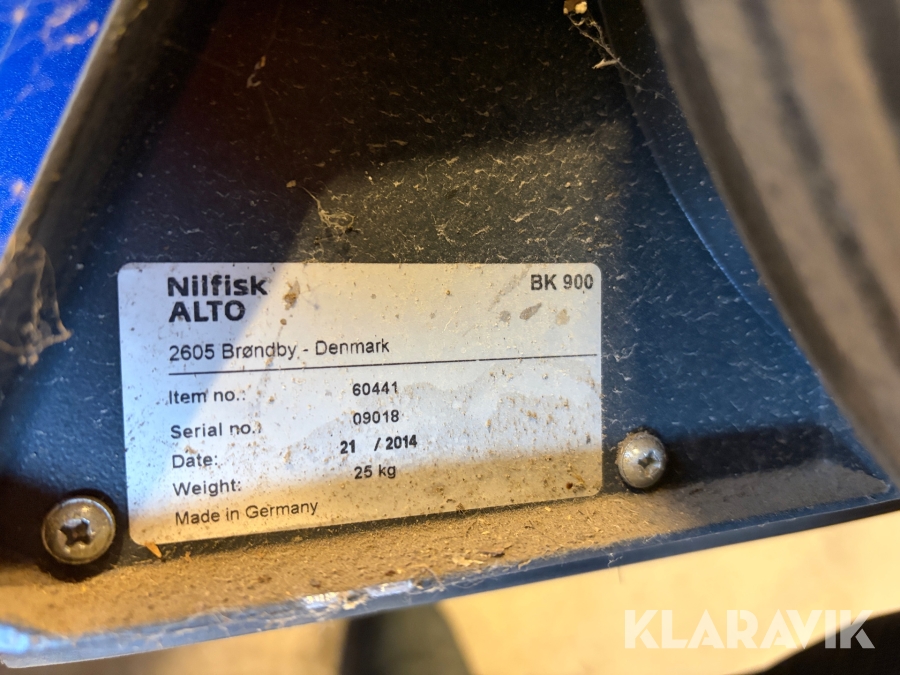 Nilfisk BK 900
ALTO
2605 Brøndby - Denmark
Item no.: 60441
Serial no.: 09018
Date: 21 / 2014
Weight: 25 kg
Made in Germany
KLARAVIK